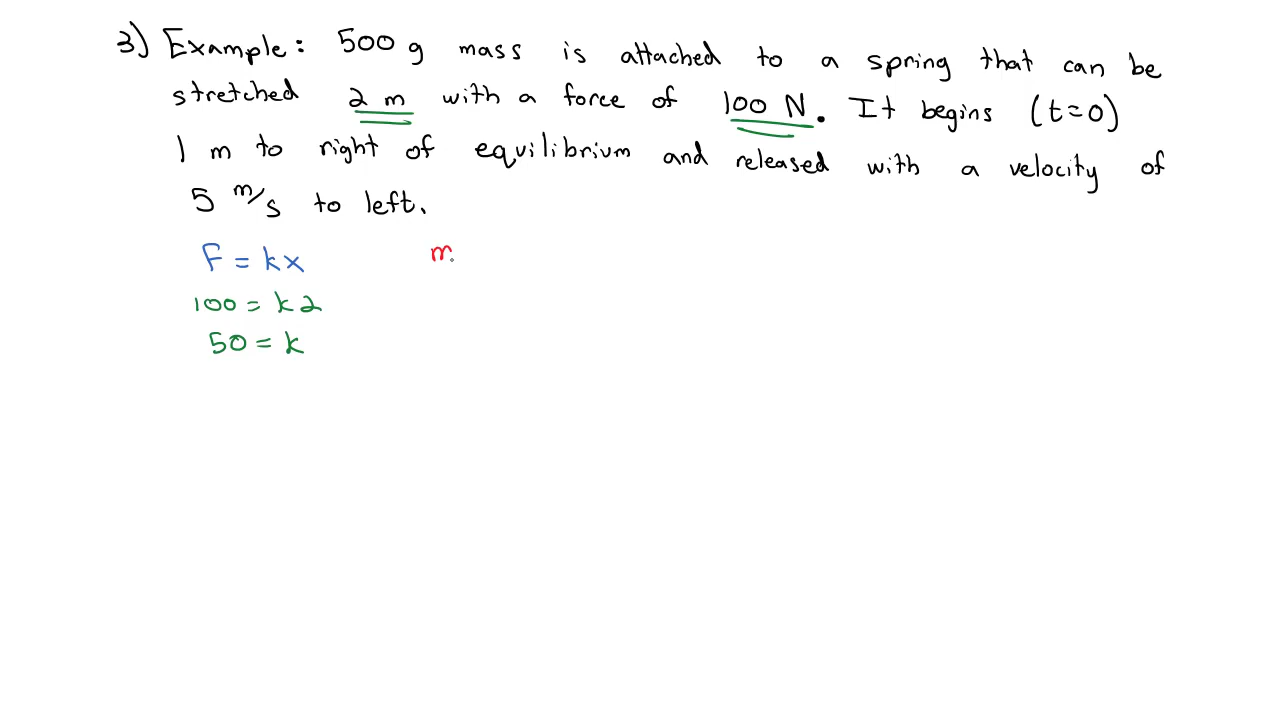 3) Example: 500 g mass is attached to a spring that can be
stretched 2 m with a force of 100 N. It begins (t=0)
1 m to right of equilibrium and released with a velocity of
5 m/s to left.
F = kx
m
100 = k2
50 = k